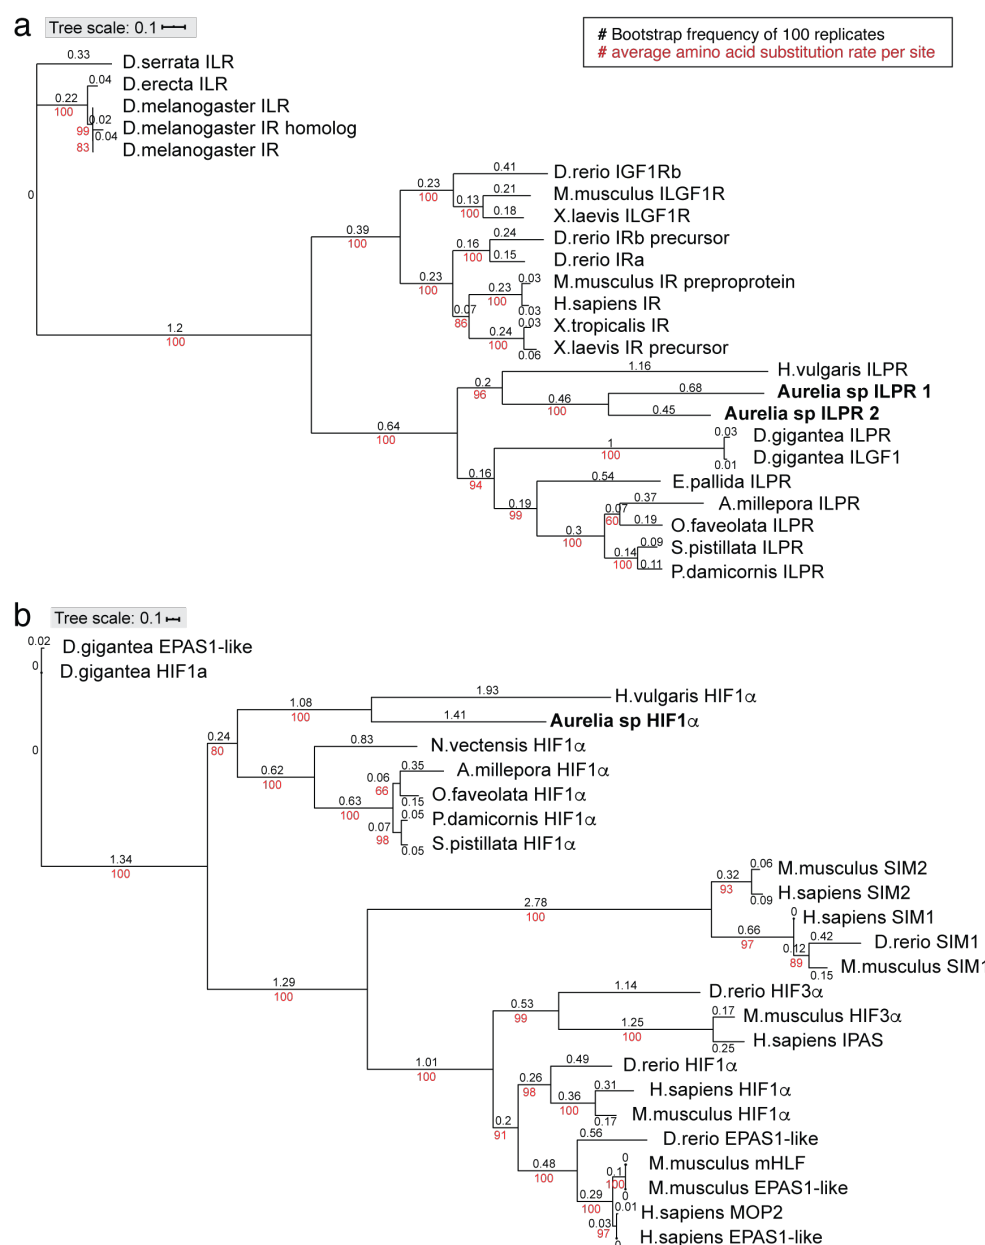 a
Tree scale: 0.1
# Bootstrap frequency of 100 replicates
# average amino acid substitution rate per site
0.33
D.serrata ILR
0.04
D.erecta ILR
0.22
100
D.melanogaster ILR
0.02
99
D.melanogaster IR homolog
0.04
83
D.melanogaster IR
0
0.41
D.rerio IGF1Rb
0.23
100
0.21
M.musculus ILGF1R
0.13
100
0.18
X.laevis ILGF1R
0.39
100
0.24
D.rerio IRb precursor
0.16
100
0.15
D.rerio IRa
0.23
100
0.03
M.musculus IR preproprotein
0.23
100
H.sapiens IR
0.03
0.07
86
0.03
X.tropicalis IR
0.24
100
X.laevis IR precursor
0.06
1.2
100
1.16
H.vulgaris ILPR
0.2
96
0.68
Aurelia sp ILPR 1
0.46
100
0.45
Aurelia sp ILPR 2
0.64
100
0.03
D.gigantea ILPR
1
100
D.gigantea ILGF1
0.01
0.16
94
0.54
E.pallida ILPR
0.19
99
0.37
A.millepora ILPR
0.07
60
0.19
O.faveolata ILPR
0.3
100
0.09
S.pistillata ILPR
0.14
100
0.11
P.damicornis ILPR
b
Tree scale: 0.1
0.02
D.gigantea EPAS1-like
0
D.gigantea HIF1a
0
1.93
H.vulgaris HIF1α
1.08
100
1.41
Aurelia sp HIF1α
0.24
80
0.83
N.vectensis HIF1α
0.62
100
0.35
A.millepora HIF1α
0.06
66
O.faveolata HIF1α
0.15
0.63
100
0.05
P.damicornis HIF1α
0.07
98
S.pistillata HIF1α
0.05
1.34
100
0.06
M.musculus SIM2
0.32
93
H.sapiens SIM2
0.09
2.78
100
0
H.sapiens SIM1
0.66
97
0.42
D.rerio SIM1
0.12
89
M.musculus SIM1
0.15
1.29
100
1.14
D.rerio HIF3α
0.53
99
0.17
M.musculus HIF3α
1.25
100
H.sapiens IPAS
0.25
1.01
100
0.49
D.rerio HIF1α
0.26
98
0.31
H.sapiens HIF1α
0.36
100
M.musculus HIF1α
0.17
0.2
91
0.56
D.rerio EPAS1-like
0.48
100
0
M.musculus mHLF
0.1
100
M.musculus EPAS1-like
0
0.29
100
0.01
H.sapiens MOP2
0.03
97
H.sapiens EPAS1-like